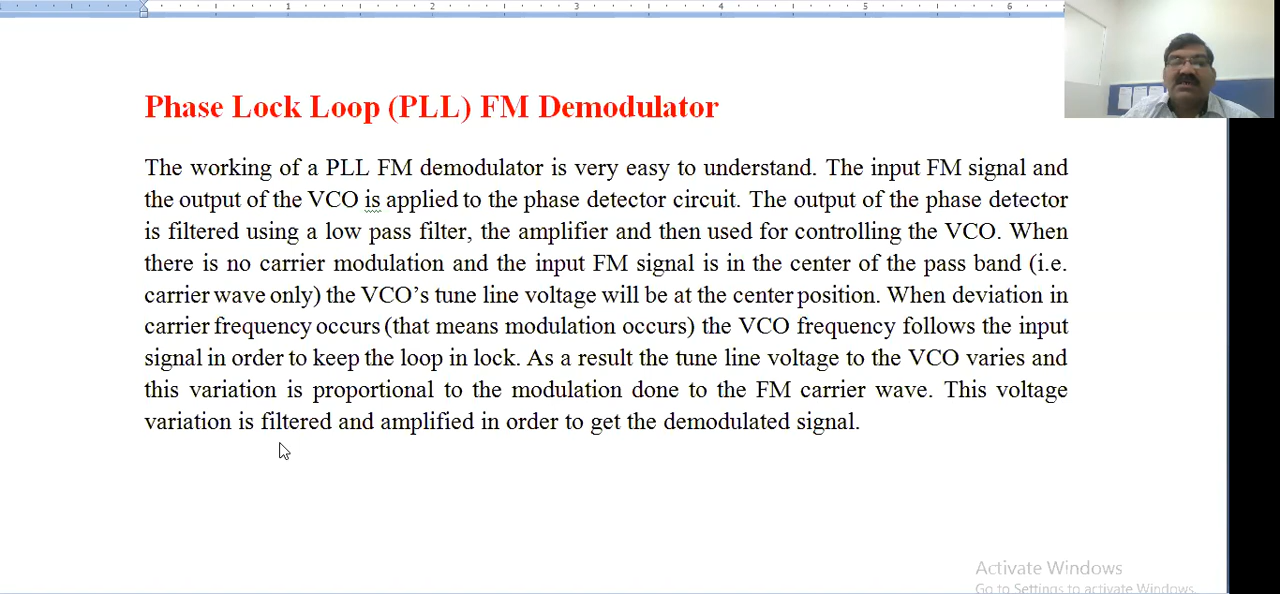 1 2 3 4 5 6
Phase Lock Loop (PLL) FM Demodulator
The working of a PLL FM demodulator is very easy to understand. The input FM signal and
the output of the VCO is applied to the phase detector circuit. The output of the phase detector
is filtered using a low pass filter, the amplifier and then used for controlling the VCO. When
there is no carrier modulation and the input FM signal is in the center of the pass band (i.e.
carrier wave only) the VCO’s tune line voltage will be at the center position. When deviation in
carrier frequency occurs (that means modulation occurs) the VCO frequency follows the input
signal in order to keep the loop in lock. As a result the tune line voltage to the VCO varies and
this variation is proportional to the modulation done to the FM carrier wave. This voltage
variation is filtered and amplified in order to get the demodulated signal.
Activate Windows
Go to Settings to activate Windows.